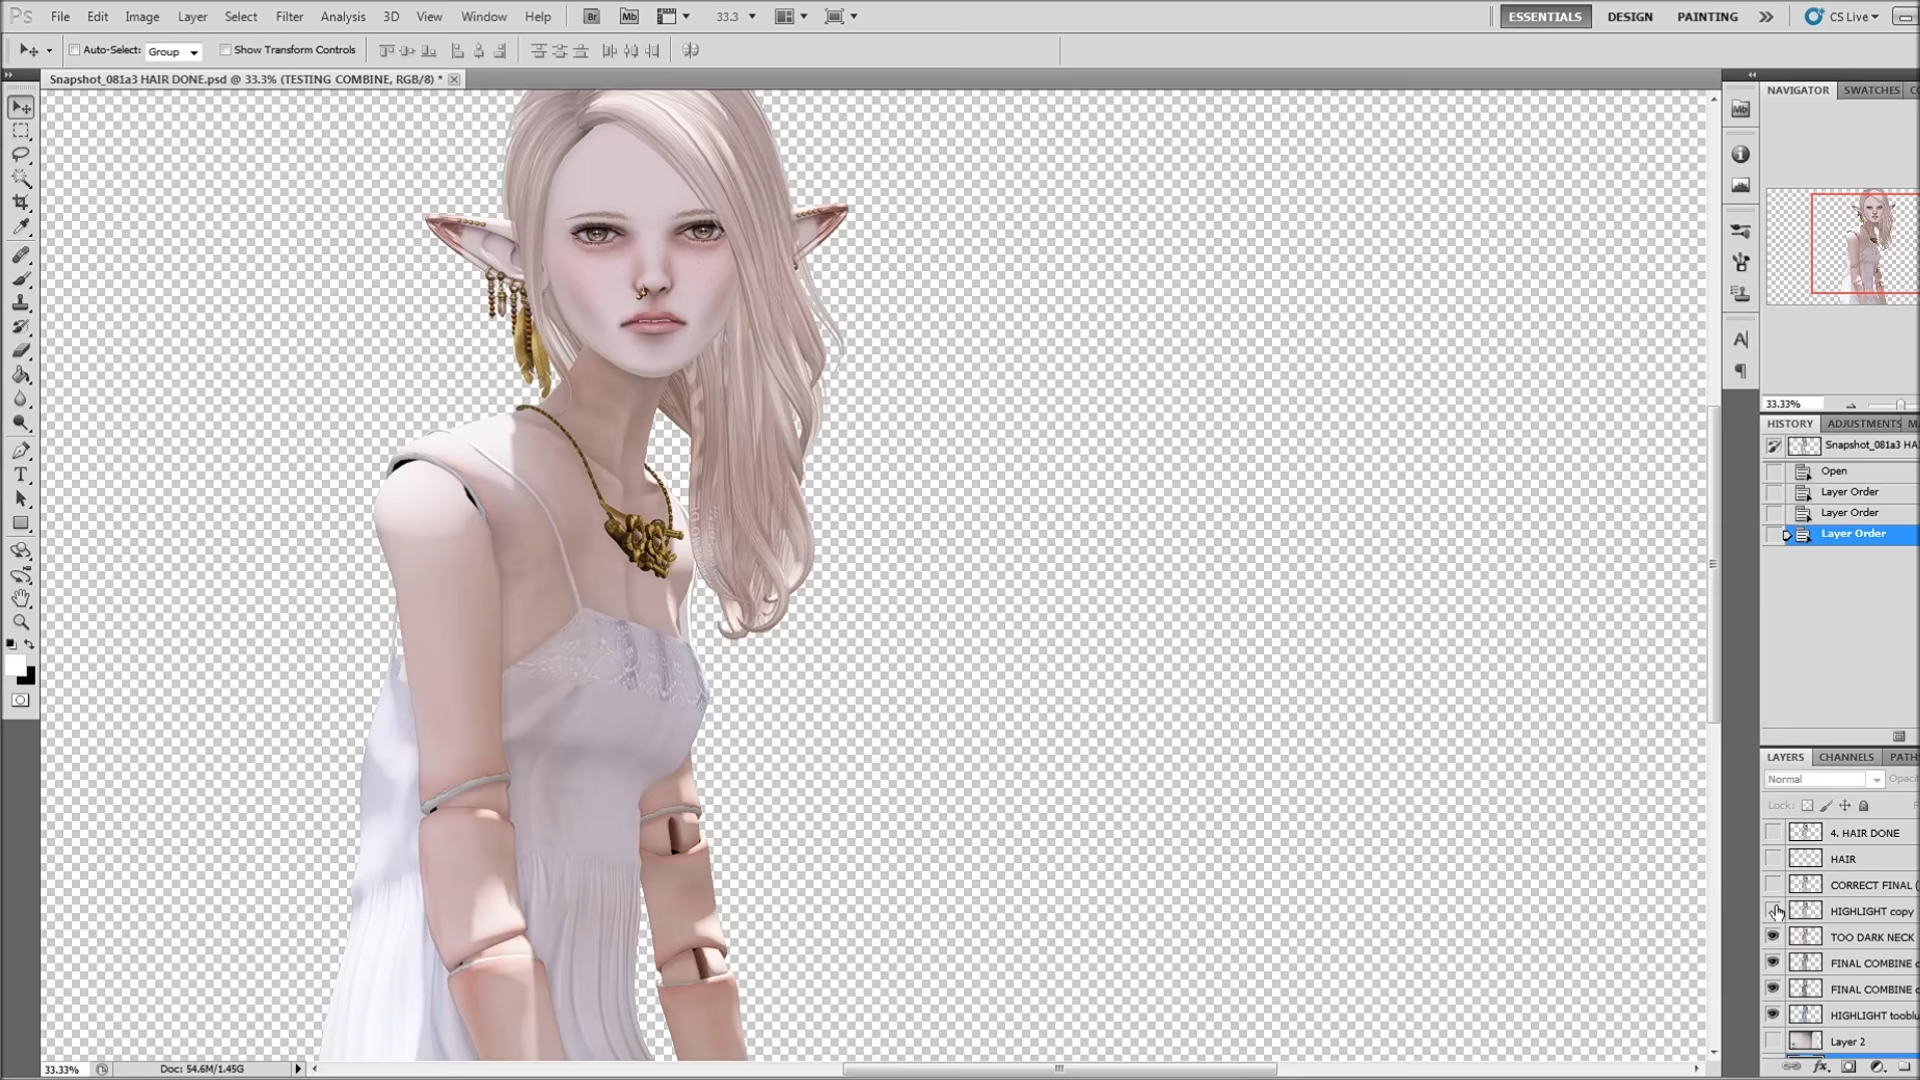 Ps File Edit Image Layer Select Filter Analysis 3D View Window Help Br Mb 33.3 ESSENTIALS DESIGN PAINTING CS Live
Auto-Select: Group Show Transform Controls
Snapshot_081a3 HAIR DONE.psd @ 33.3% (TESTING COMBINE, RGB/8) *
NAVIGATOR SWATCHES CO
Mb
33.33%
HISTORY ADJUSTMENTS M
Snapshot_081a3 HA
Open
Layer Order
Layer Order
Layer Order
LAYERS CHANNELS PATH
Normal Opacit
Lock: F
4. HAIR DONE
HAIR
CORRECT FINAL (
HIGHLIGHT copy
TOO DARK NECK
FINAL COMBINE c
FINAL COMBINE c
HIGHLIGHT tooblu
Layer 2
33.33% Doc: 54.6M/1.45G